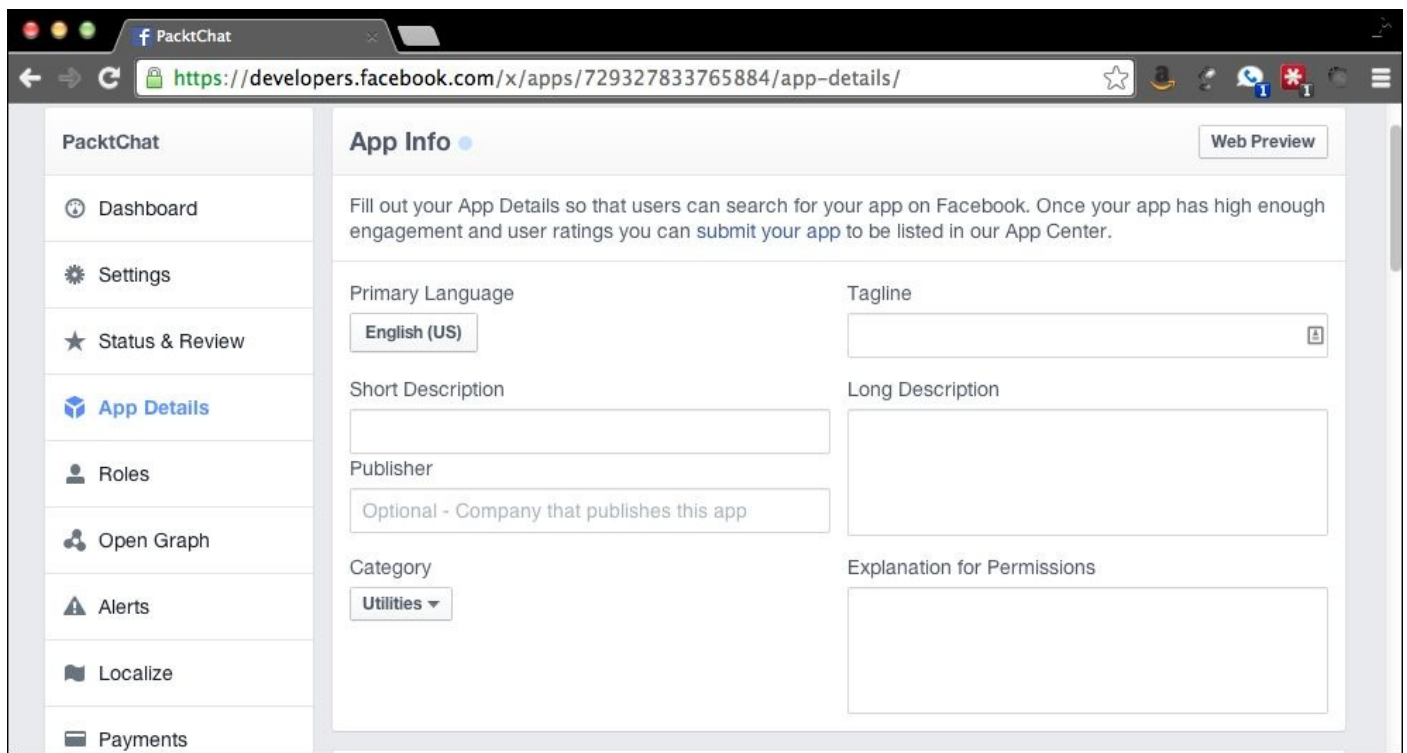 PacktChat
https://developers.facebook.com/x/apps/729327833765884/app-details/
1
1
PacktChat
Dashboard
Settings
Status & Review
App Details
Roles
Open Graph
Alerts
Localize
Payments
App Info
Web Preview
Fill out your App Details so that users can search for your app on Facebook. Once your app has high enough
engagement and user ratings you can submit your app to be listed in our App Center.
Primary Language
English (US)
Tagline
Short Description
Long Description
Publisher
Optional - Company that publishes this app
Category
Utilities
Explanation for Permissions